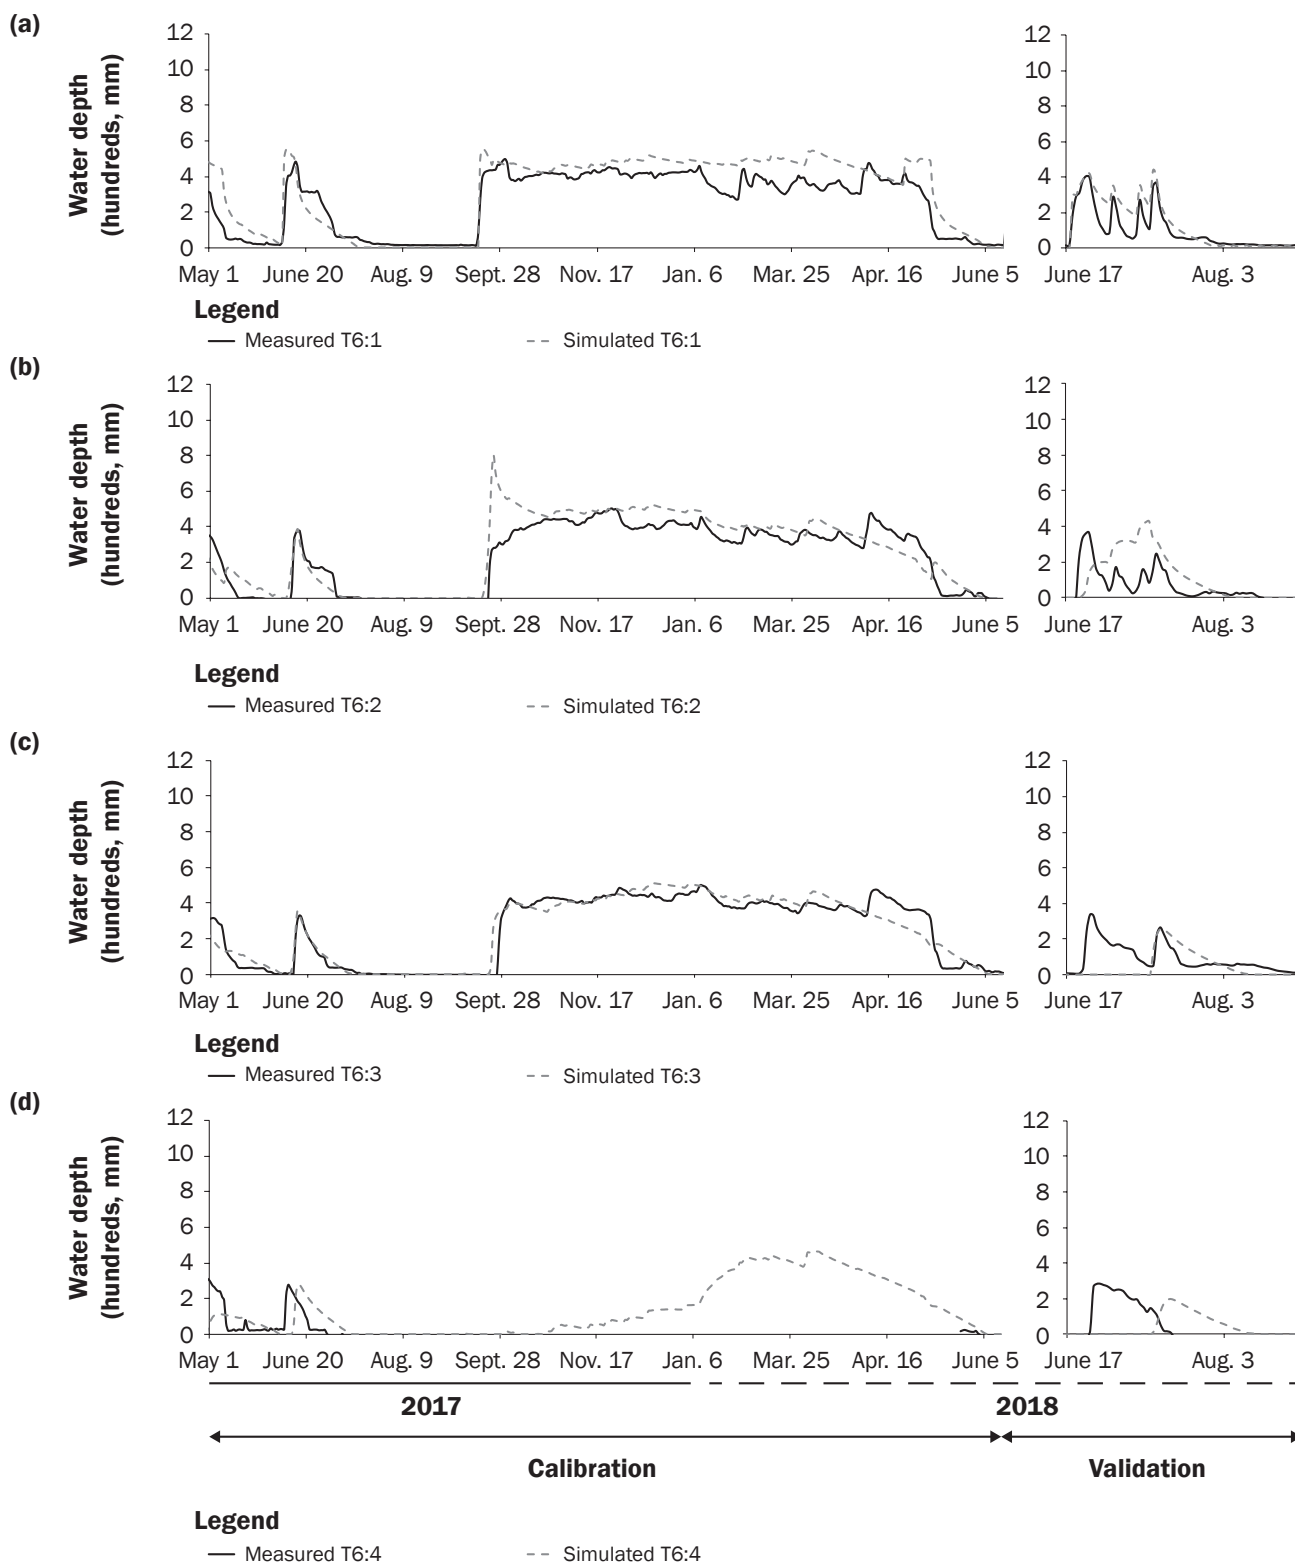 (a)
Water depth
(hundreds, mm)
12
10
8
6
4
2
0
May 1 June 20 Aug. 9 Sept. 28 Nov. 17 Jan. 6 Mar. 25 Apr. 16 June 5
12
10
8
6
4
2
0
June 17 Aug. 3
Legend
Measured T6:1 Simulated T6:1
(b)
Water depth
(hundreds, mm)
12
10
8
6
4
2
0
May 1 June 20 Aug. 9 Sept. 28 Nov. 17 Jan. 6 Mar. 25 Apr. 16 June 5
12
10
8
6
4
2
0
June 17 Aug. 3
Legend
Measured T6:2 Simulated T6:2
(c)
Water depth
(hundreds, mm)
12
10
8
6
4
2
0
May 1 June 20 Aug. 9 Sept. 28 Nov. 17 Jan. 6 Mar. 25 Apr. 16 June 5
12
10
8
6
4
2
0
June 17 Aug. 3
Legend
Measured T6:3 Simulated T6:3
(d)
Water depth
(hundreds, mm)
12
10
8
6
4
2
0
May 1 June 20 Aug. 9 Sept. 28 Nov. 17 Jan. 6 Mar. 25 Apr. 16 June 5
12
10
8
6
4
2
0
June 17 Aug. 3
2017 2018
Calibration Validation
Legend
Measured T6:4 Simulated T6:4